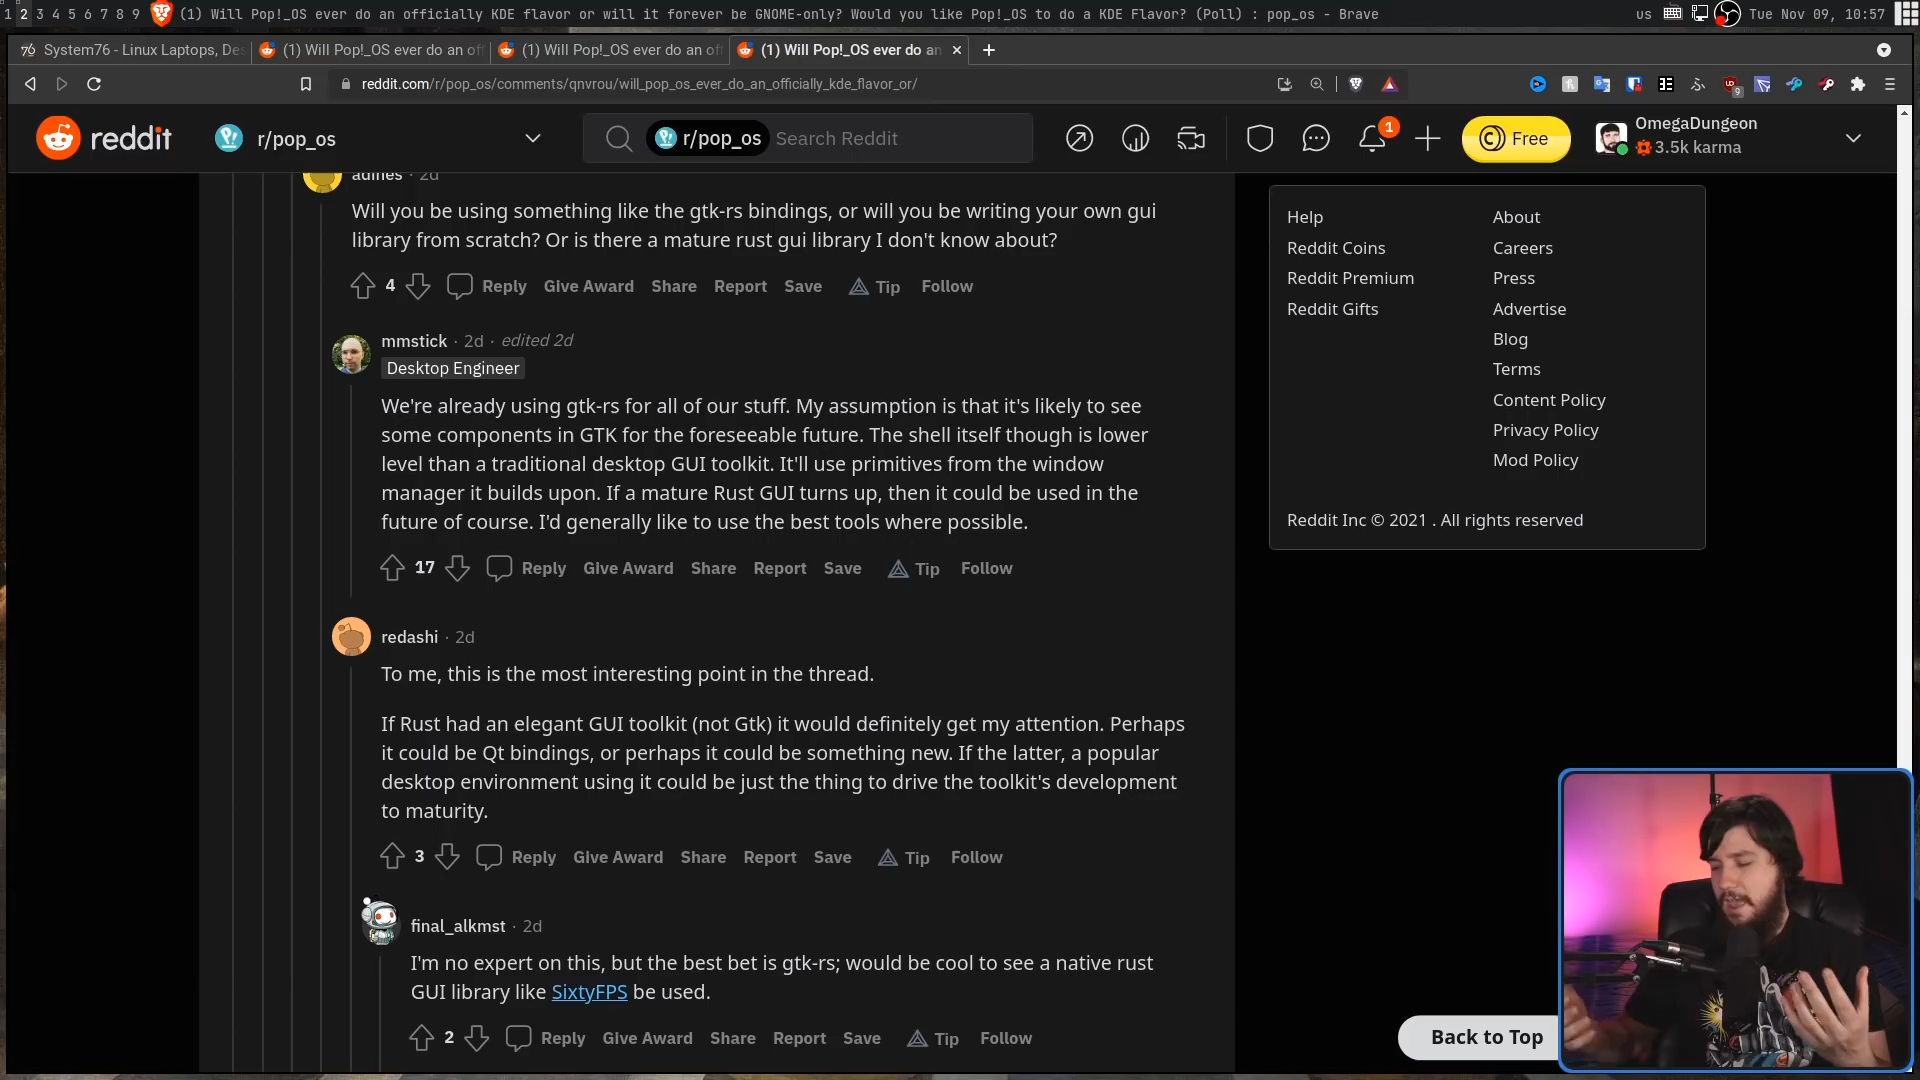 1 2 3 4 5 6 7 8 9 (1) Will Pop!_OS ever do an officially KDE flavor or will it forever be GNOME-only? Would you like Pop!_OS to do a KDE Flavor? (Poll) : pop_os - Brave us Tue Nov 09, 10:57
System76 - Linux Laptops, De (1) Will Pop!_OS ever do an of (1) Will Pop!_OS ever do an of (1) Will Pop!_OS ever do an
reddit.com/r/pop_os/comments/qnvrou/will_pop_os_ever_do_an_officially_kde_flavor_or/ 9
reddit r/pop_os r/pop_os Search Reddit 1 Free OmegaDungeon
3.5k karma
adines · 2d
Will you be using something like the gtk-rs bindings, or will you be writing your own gui
library from scratch? Or is there a mature rust gui library I don't know about?
4 Reply Give Award Share Report Save Tip Follow
mmstick · 2d · edited 2d
Desktop Engineer
We're already using gtk-rs for all of our stuff. My assumption is that it's likely to see
some components in GTK for the foreseeable future. The shell itself though is lower
level than a traditional desktop GUI toolkit. It'll use primitives from the window
manager it builds upon. If a mature Rust GUI turns up, then it could be used in the
future of course. I'd generally like to use the best tools where possible.
17 Reply Give Award Share Report Save Tip Follow
redashi · 2d
To me, this is the most interesting point in the thread.
If Rust had an elegant GUI toolkit (not Gtk) it would definitely get my attention. Perhaps
it could be Qt bindings, or perhaps it could be something new. If the latter, a popular
desktop environment using it could be just the thing to drive the toolkit's development
to maturity.
3 Reply Give Award Share Report Save Tip Follow
final_alkmst · 2d
I'm no expert on this, but the best bet is gtk-rs; would be cool to see a native rust
GUI library like SixtyFPS be used.
2 Reply Give Award Share Report Save Tip Follow
Help About
Reddit Coins Careers
Reddit Premium Press
Reddit Gifts Advertise
Blog
Terms
Content Policy
Privacy Policy
Mod Policy
Reddit Inc © 2021 . All rights reserved
Back to Top